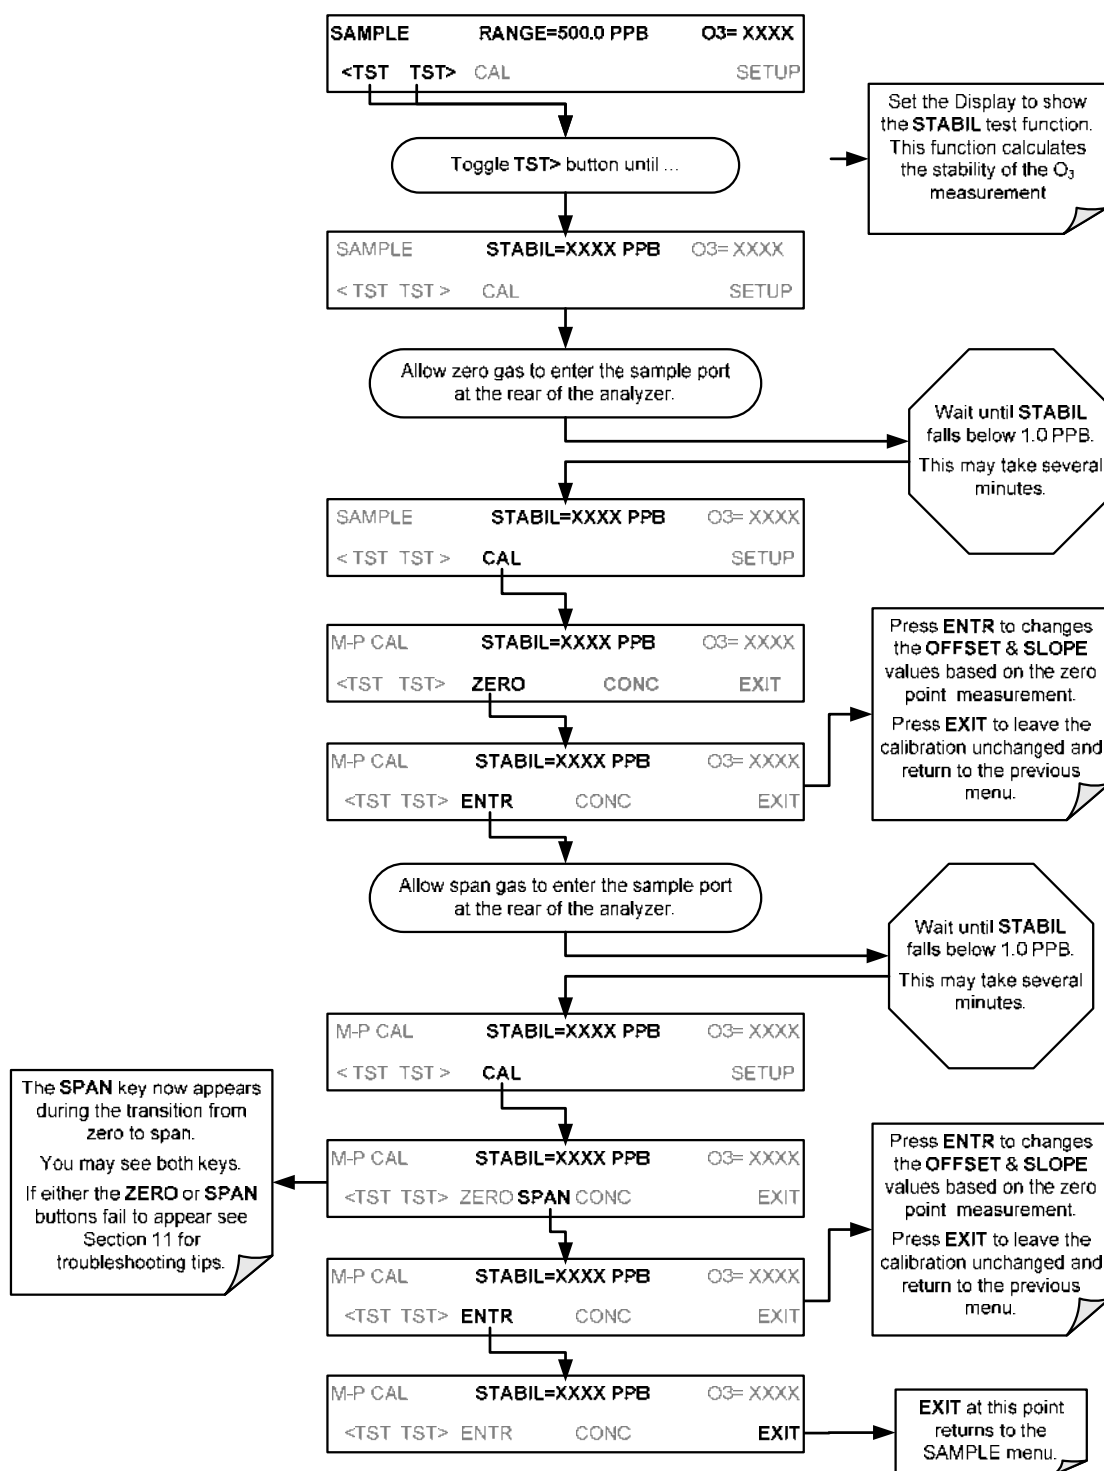 SAMPLE RANGE=500.0 PPB O3= XXXX
<TST TST> CAL SETUP
Set the Display to show
the STABIL test function.
This function calculates
the stability of the O3
measurement
Toggle TST> button until ...
SAMPLE STABIL=XXXX PPB O3= XXXX
< TST TST > CAL SETUP
Allow zero gas to enter the sample port
at the rear of the analyzer.
Wait until STABIL
falls below 1.0 PPB.
This may take several
minutes.
SAMPLE STABIL=XXXX PPB O3= XXXX
< TST TST > CAL SETUP
M-P CAL STABIL=XXXX PPB O3= XXXX
<TST TST> ZERO CONC EXIT
Press ENTR to changes
the OFFSET & SLOPE
values based on the zero
point measurement.
Press EXIT to leave the
calibration unchanged and
return to the previous
menu.
M-P CAL STABIL=XXXX PPB O3= XXXX
<TST TST> ENTR CONC EXIT
Allow span gas to enter the sample port
at the rear of the analyzer.
Wait until STABIL
falls below 1.0 PPB.
This may take several
minutes.
M-P CAL STABIL=XXXX PPB O3= XXXX
< TST TST > CAL SETUP
The SPAN key now appears
during the transition from
zero to span.
You may see both keys.
If either the ZERO or SPAN
buttons fail to appear see
Section 11 for
troubleshooting tips.
M-P CAL STABIL=XXXX PPB O3= XXXX
<TST TST> ZERO SPAN CONC EXIT
Press ENTR to changes
the OFFSET & SLOPE
values based on the zero
point measurement.
Press EXIT to leave the
calibration unchanged and
return to the previous
menu.
M-P CAL STABIL=XXXX PPB O3= XXXX
<TST TST> ENTR CONC EXIT
M-P CAL STABIL=XXXX PPB O3= XXXX
<TST TST> ENTR CONC EXIT
EXIT at this point
returns to the
SAMPLE menu.